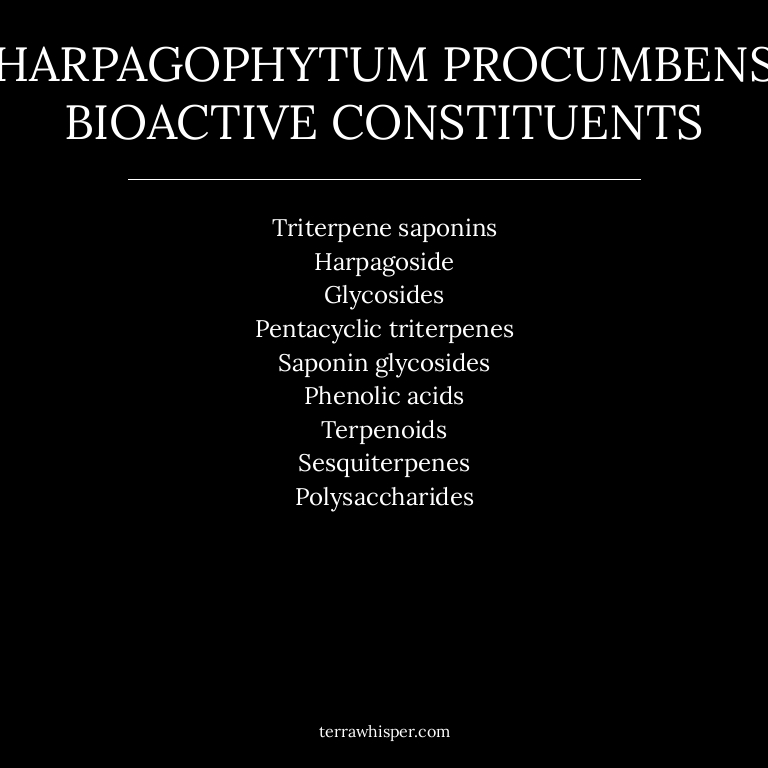 HARPAGOPHYTUM PROCUMBENS
BIOACTIVE CONSTITUENTS
Triterpene saponins
Harpagoside
Glycosides
Pentacyclic triterpenes
Saponin glycosides
Phenolic acids
Terpenoids
Sesquiterpenes
Polysaccharides
terrawhisper.com